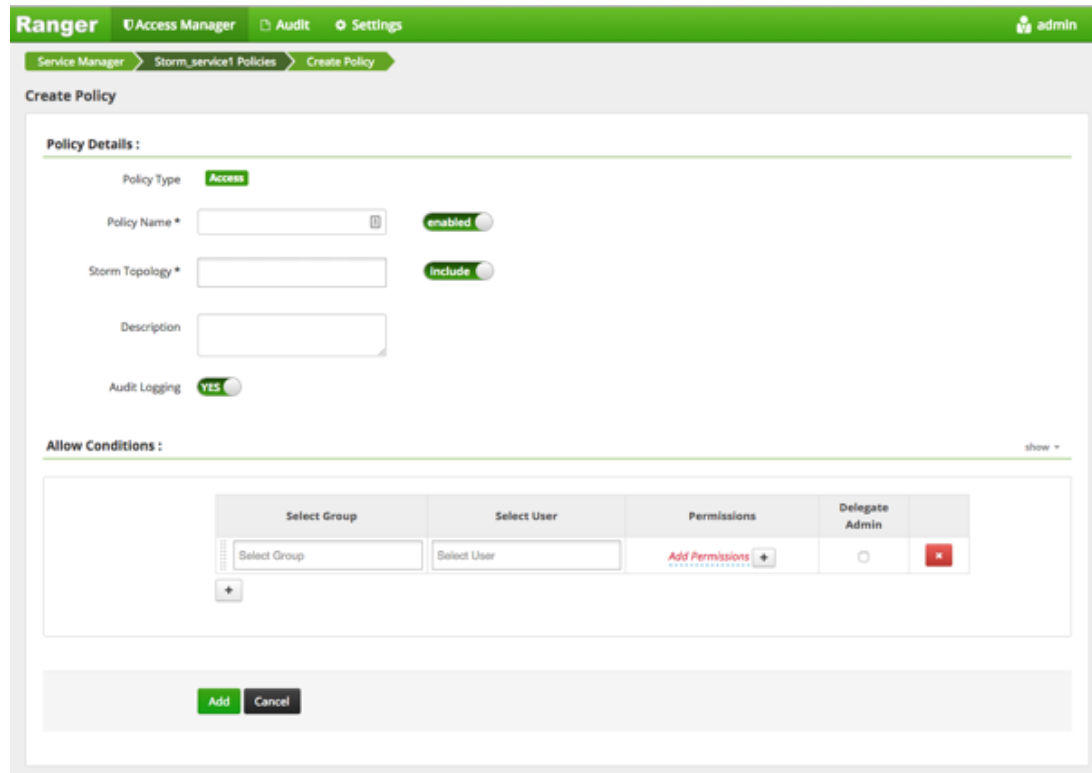 Ranger Access Manager Audit Settings admin
Service Manager Storm_service1 Policies Create Policy
Create Policy
Policy Details :
Policy Type Access
Policy Name * enabled
Storm Topology * include
Description
Audit Logging YES
Allow Conditions : show
Select Group Select User Permissions Delegate Admin
Select Group Select User Add Permissions +
+
Add Cancel